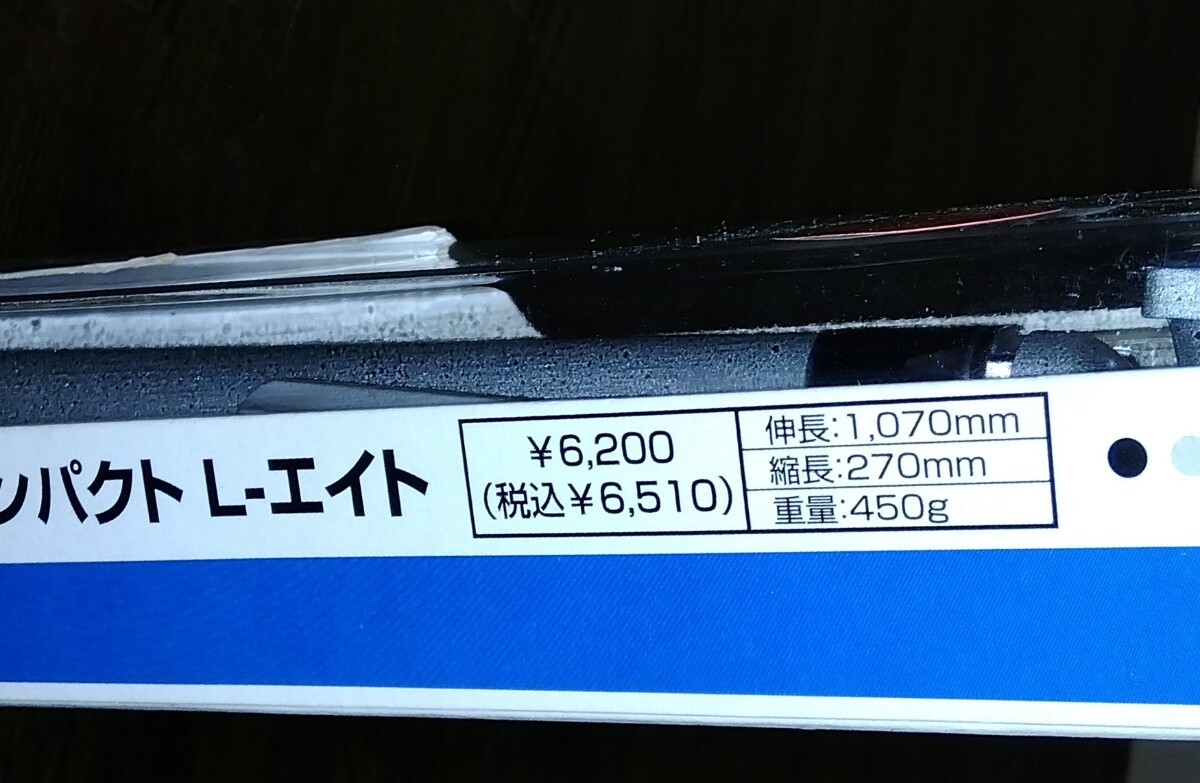 ンパクト L-エイト
¥6,200
(税込¥6,510)
伸長:1,070mm
縮長:270mm
重量:450g